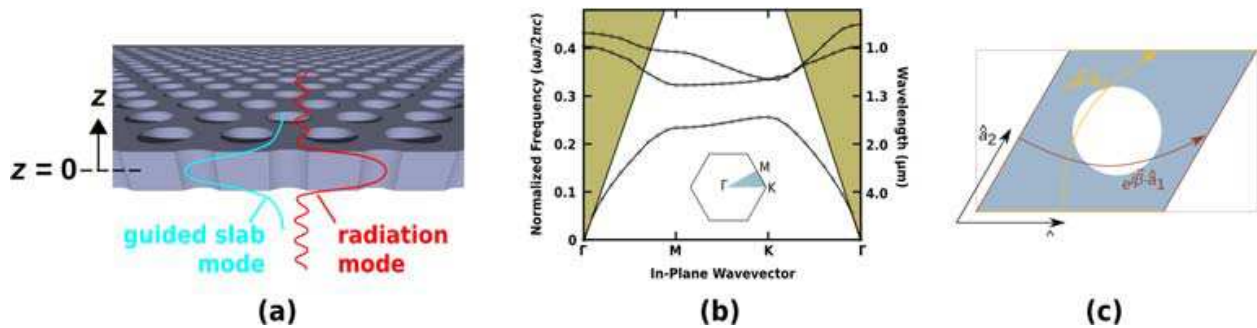 z
z = 0
guided slab
mode
radiation
mode
(a)
Normalized Frequency (ωa/2πc)
0.4
0.3
0.2
0.1
0
Γ
M
K
Γ
In-Plane Wavevector
1.0
1.3
2.0
4.0
Wavelength (μm)
Γ
M
K
(b)
â₂
(c)